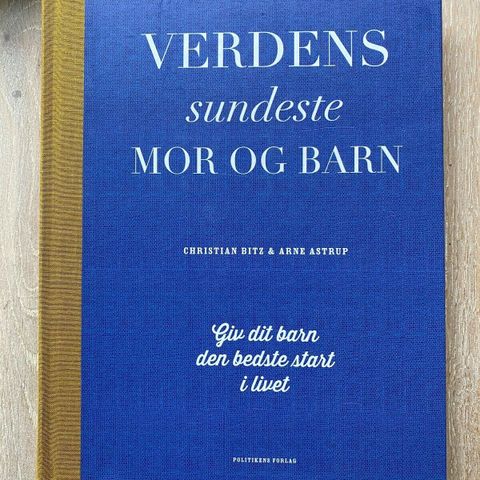 VERDENS
sundeste
MOR OG BARN
CHRISTIAN BITZ & ARNE ASTRUP
Giv dit barn
den bedste start
i livet
POLITIKENS FORLAG